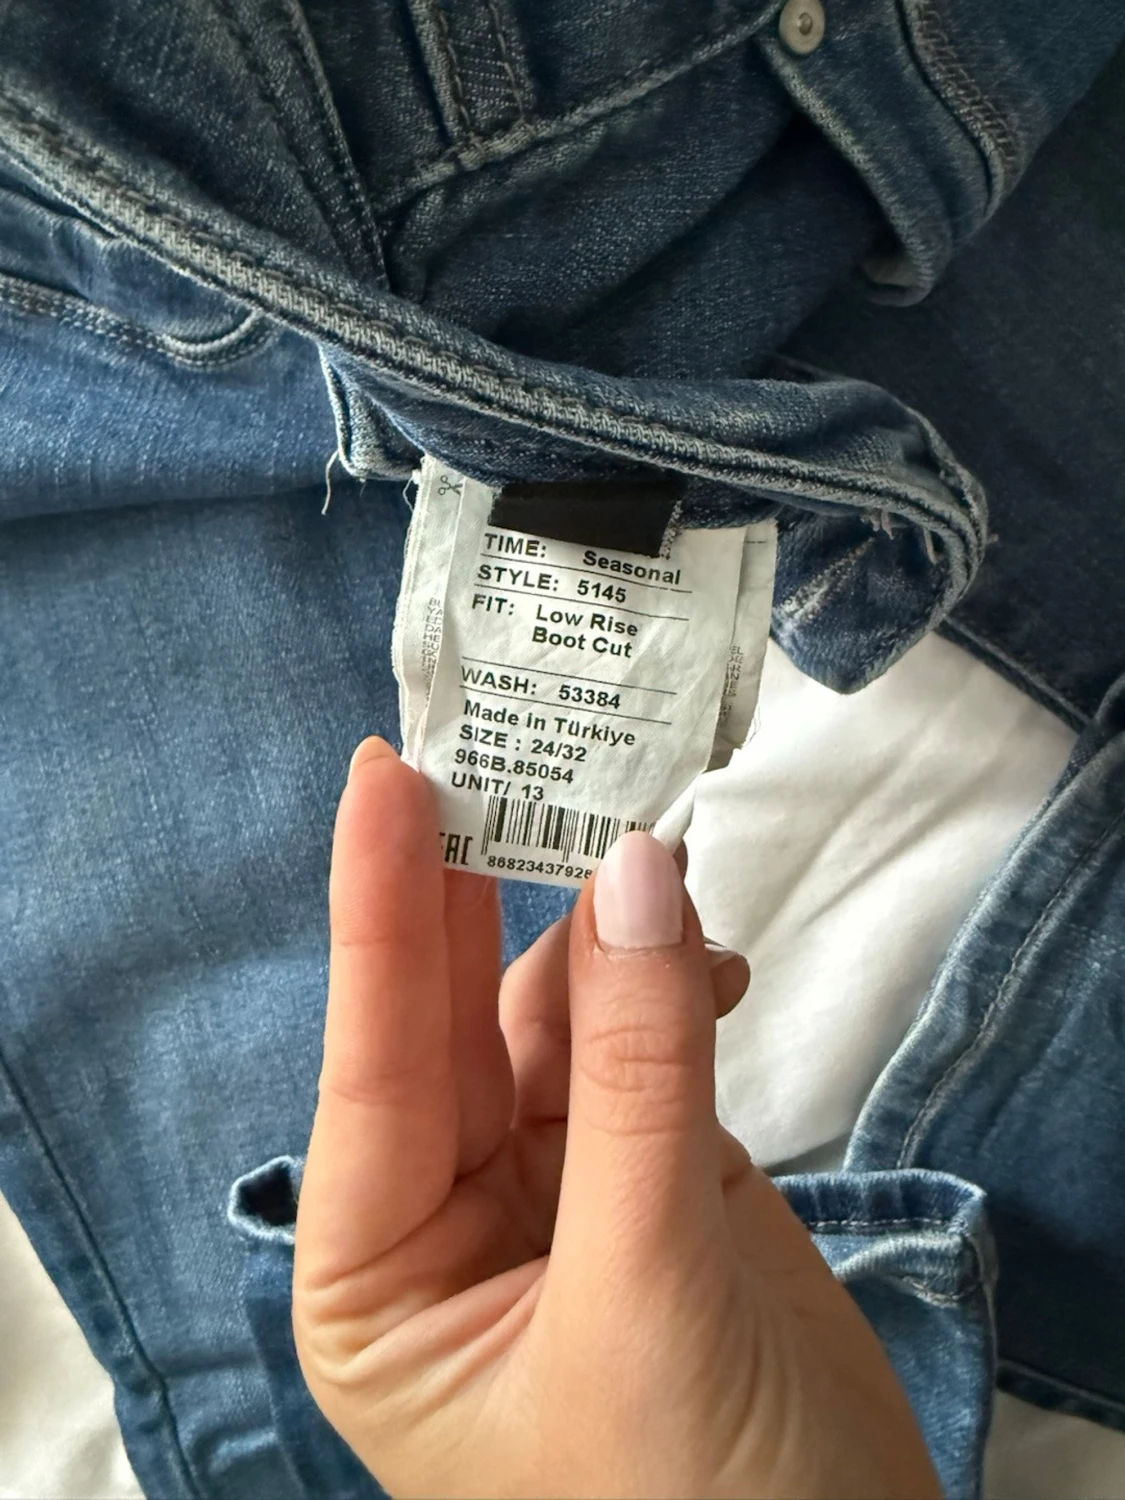 TIME: Seasonal
STYLE: 5145
FIT: Low Rise
Boot Cut
WASH: 53384
Made in Türkiye
SIZE : 24/32
966B.85054
UNIT/ 13
EAC
86823437926